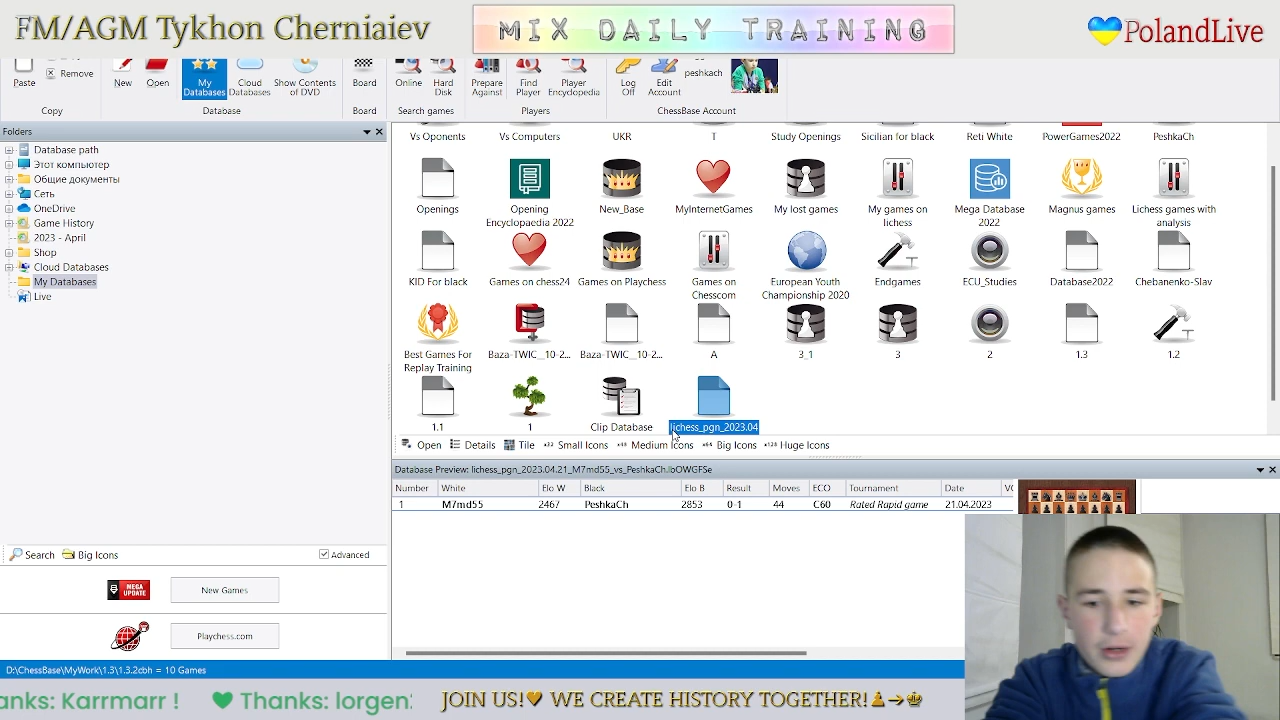 FM/AGM Tykhon Cherniaiev
MIX DAILY TRAINING
PolandLive
Paste
Remove
New
Open
My Databases
Cloud Databases
Show Contents of DVD
Board
Online
Hard Disk
Prepare Against
Find Player
Player Encyclopedia
Log Off
Edit Account
peshkach
Copy
Database
Board
Search games
Players
ChessBase Account
Folders
Database path
Этот компьютер
Общие документы
Сеть
OneDrive
Game History
2023 - April
Shop
Cloud Databases
My Databases
Live
Vs Oponents
Vs Computers
UKR
T
Study Openings
Sicilian for black
Reti White
PowerGames2022
PeshkaCh
Openings
Opening Encyclopaedia 2022
New_Base
MyInternetGames
My lost games
My games on lichess
Mega Database 2022
Magnus games
Lichess games with analysis
KID For black
Games on chess24
Games on Playchess
Games on Chesscom
European Youth Championship 2020
Endgames
ECU_Studies
Database2022
Chebanenko-Slav
Best Games For Replay Training
Baza-TWIC__10-2...
Baza-TWIC__10-2...
A
3_1
3
2
1.3
1.2
1.1
1
Clip Database
lichess_pgn_2023.04
Open
Details
Tile
Small Icons
Medium Icons
Big Icons
Huge Icons
Database Preview: lichess_pgn_2023.04.21_M7md55_vs_PeshkaCh.lbOWGFSe
Number White Elo W Black Elo B Result Moves ECO Tournament Date VC
1 M7md55 2467 PeshkaCh 2853 0-1 44 C60 Rated Rapid game 21.04.2023
Search
Big Icons
Advanced
MEGA UPDATE
New Games
Playchess.com
D:\ChessBase\MyWork\1.3\1.3.2cbh = 10 Games
anks: Karrmarr !
Thanks: lorgen
JOIN US! WE CREATE HISTORY TOGETHER!